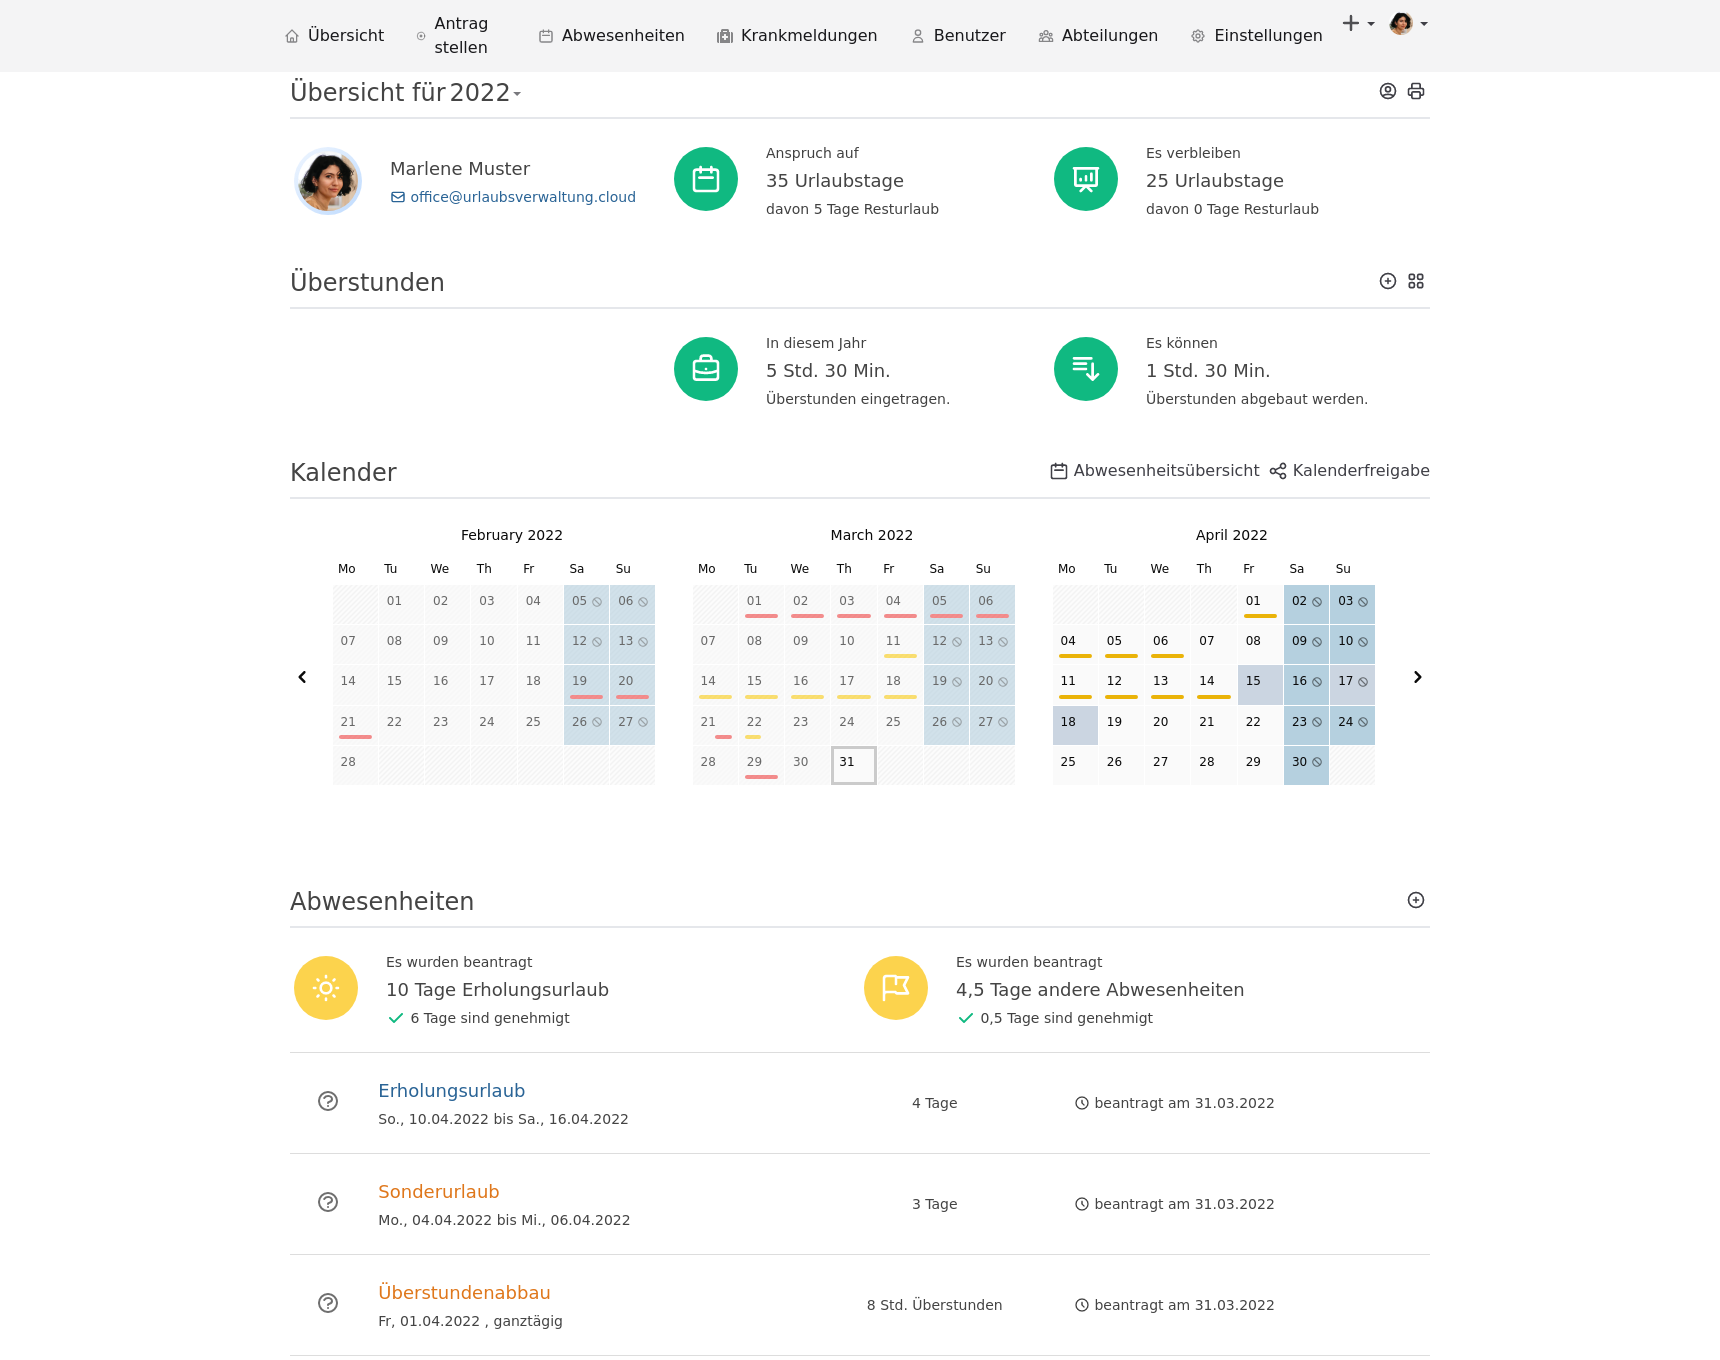 Übersicht
Antrag
stellen
Abwesenheiten
Krankmeldungen
Benutzer
Abteilungen
Einstellungen
Übersicht für 2022
Marlene Muster
office@urlaubsverwaltung.cloud
Anspruch auf
35 Urlaubstage
davon 5 Tage Resturlaub
Es verbleiben
25 Urlaubstage
davon 0 Tage Resturlaub
Überstunden
In diesem Jahr
5 Std. 30 Min.
Überstunden eingetragen.
Es können
1 Std. 30 Min.
Überstunden abgebaut werden.
Kalender
Abwesenheitsübersicht
Kalenderfreigabe
February 2022
Mo Tu We Th Fr Sa Su
01 02 03 04 05 06
07 08 09 10 11 12 13
14 15 16 17 18 19 20
21 22 23 24 25 26 27
28
March 2022
Mo Tu We Th Fr Sa Su
01 02 03 04 05 06
07 08 09 10 11 12 13
14 15 16 17 18 19 20
21 22 23 24 25 26 27
28 29 30 31
April 2022
Mo Tu We Th Fr Sa Su
01 02 03
04 05 06 07 08 09 10
11 12 13 14 15 16 17
18 19 20 21 22 23 24
25 26 27 28 29 30
Abwesenheiten
Es wurden beantragt
10 Tage Erholungsurlaub
6 Tage sind genehmigt
Es wurden beantragt
4,5 Tage andere Abwesenheiten
0,5 Tage sind genehmigt
Erholungsurlaub
So., 10.04.2022 bis Sa., 16.04.2022
4 Tage
beantragt am 31.03.2022
Sonderurlaub
Mo., 04.04.2022 bis Mi., 06.04.2022
3 Tage
beantragt am 31.03.2022
Überstundenabbau
Fr, 01.04.2022 , ganztägig
8 Std. Überstunden
beantragt am 31.03.2022